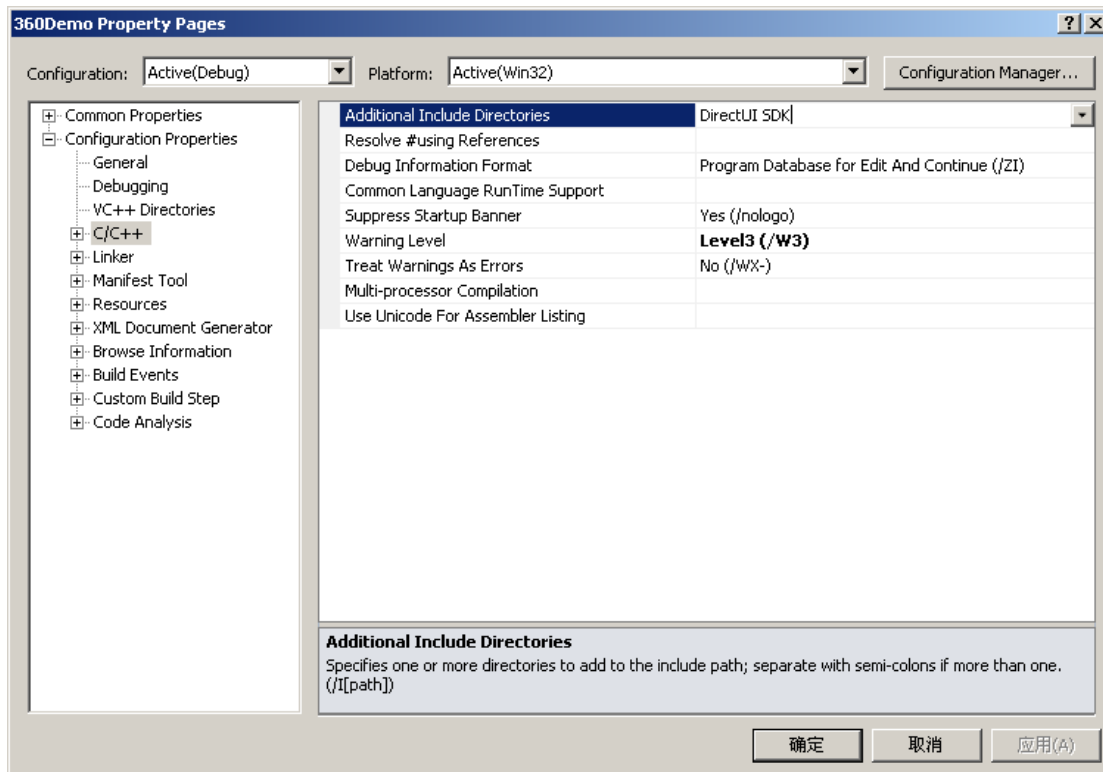 360Demo Property Pages
Configuration: Active(Debug) Platform: Active(Win32) Configuration Manager...
Common Properties
Configuration Properties
General
Debugging
VC++ Directories
C/C++
Linker
Manifest Tool
Resources
XML Document Generator
Browse Information
Build Events
Custom Build Step
Code Analysis
Additional Include Directories DirectUI SDK
Resolve #using References
Debug Information Format Program Database for Edit And Continue (/ZI)
Common Language RunTime Support
Suppress Startup Banner Yes (/nologo)
Warning Level Level3 (/W3)
Treat Warnings As Errors No (/WX-)
Multi-processor Compilation
Use Unicode For Assembler Listing
Additional Include Directories
Specifies one or more directories to add to the include path; separate with semi-colons if more than one.
(/I[path])
确定 取消 应用(A)